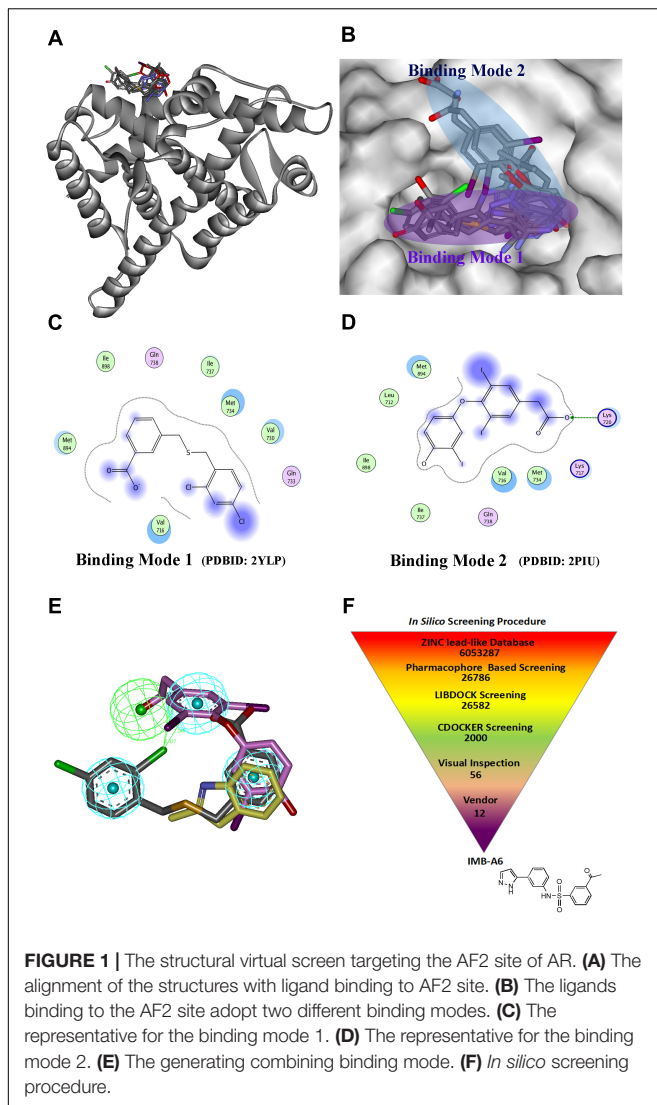 A
B
Binding Mode 2
Binding Mode 1
C
D
Ile 898
Gln 738
Ile 737
Met 734
Val 730
Met 894
Gln 733
Val 716
S
O
O
Cl
Cl
Binding Mode 1 (PDBID: 2YLP)
Met 894
Leu 712
Lys 720
Ile 898
Val 716
Met 734
Lys 717
Ile 737
Gln 738
I
O
I
I
O
O
O
Binding Mode 2 (PDBID: 2PIU)
E
F
In Silico Screening Procedure
ZINC lead-like Database
6053287
Pharmacophore Based Screening
26786
LIBDOCK Screening
26582
CDOCKER Screening
2000
Visual Inspection
56
Vendor
12
IMB-A6
N
N
H
NH
S
O
O
O
FIGURE 1 | The structural virtual screen targeting the AF2 site of AR. (A) The
alignment of the structures with ligand binding to AF2 site. (B) The ligands
binding to the AF2 site adopt two different binding modes. (C) The
representative for the binding mode 1. (D) The representative for the binding
mode 2. (E) The generating combining binding mode. (F) In silico screening
procedure.